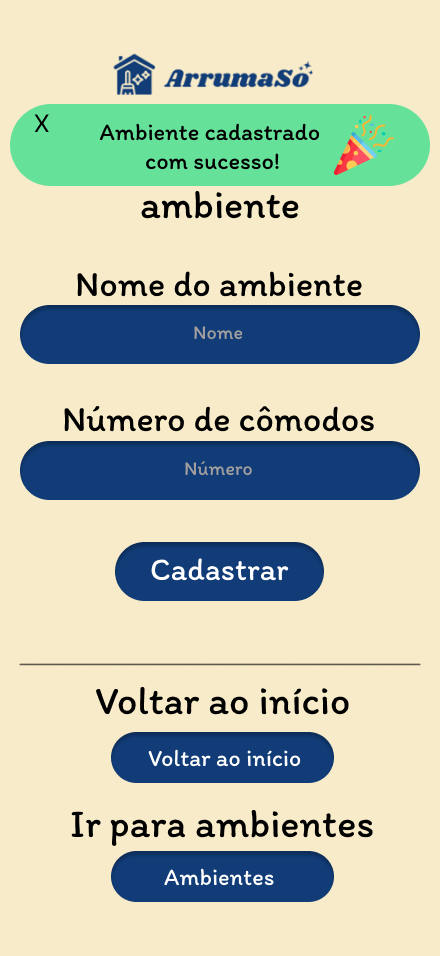 ArrumaSó
X
Ambiente cadastrado
com sucesso!
ambiente
Nome do ambiente
Nome
Número de cômodos
Número
Cadastrar
Voltar ao início
Voltar ao início
Ir para ambientes
Ambientes